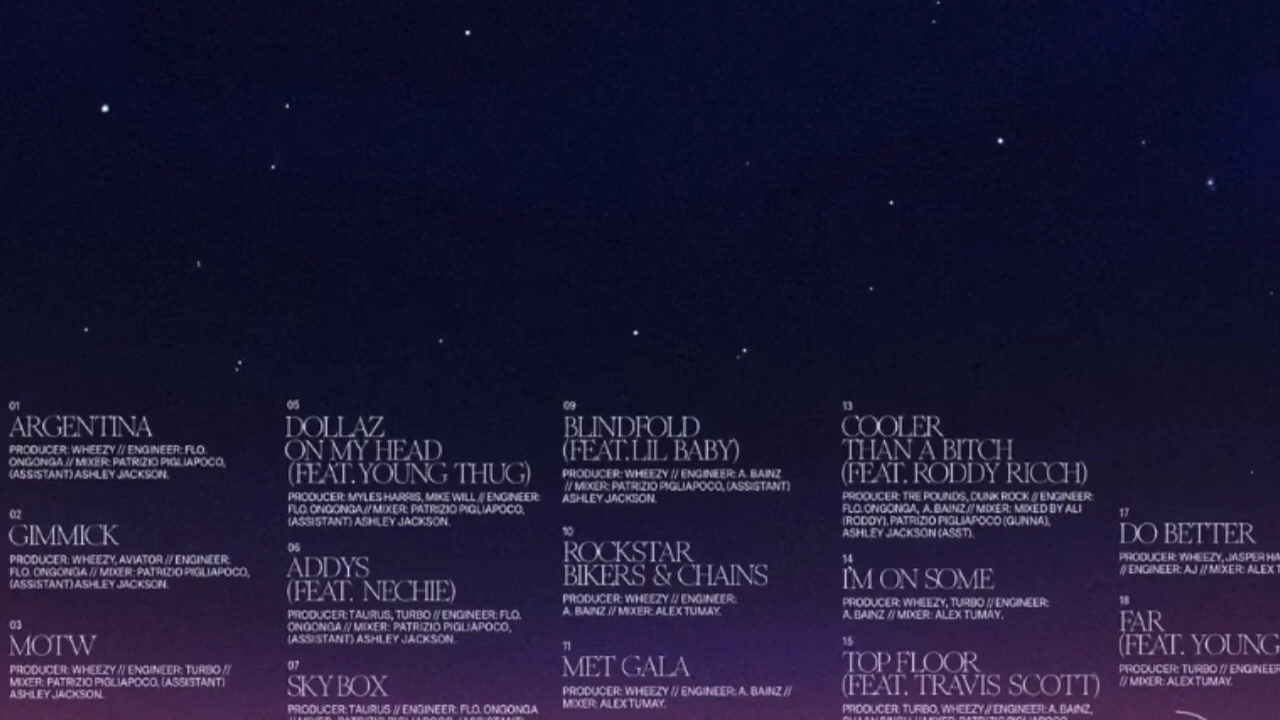 01
ARGENTINA
PRODUCER: WHEEZY // ENGINEER: FLO.
ONGONGA // MIXER: PATRIZIO PIGLIAPOCO,
(ASSISTANT) ASHLEY JACKSON.
02
GIMMICK
PRODUCER: WHEEZY, AVIATOR // ENGINEER:
FLO. ONGONGA // MIXER: PATRIZIO PIGLIAPOCO,
(ASSISTANT) ASHLEY JACKSON.
03
MOTW
PRODUCER: WHEEZY // ENGINEER: TURBO //
MIXER: PATRIZIO PIGLIAPOCO, (ASSISTANT)
ASHLEY JACKSON.
05
DOLLAZ
ON MY HEAD
(FEAT. YOUNG THUG)
PRODUCER: MYLES HARRIS, MIKE WILL // ENGINEER:
FLO. ONGONGA // MIXER: PATRIZIO PIGLIAPOCO,
(ASSISTANT) ASHLEY JACKSON.
06
ADDYS
(FEAT. NECHIE)
PRODUCER: TAURUS, TURBO // ENGINEER: FLO.
ONGONGA // MIXER: PATRIZIO PIGLIAPOCO,
(ASSISTANT) ASHLEY JACKSON.
07
SKYBOX
PRODUCER: TAURUS // ENGINEER: FLO. ONGONGA
// MIXER: PATRIZIO PIGLIAPOCO, (ASSISTANT)
09
BLINDFOLD
(FEAT. LIL BABY)
PRODUCER: WHEEZY // ENGINEER: A. BAINZ
// MIXER: PATRIZIO PIGLIAPOCO, (ASSISTANT)
ASHLEY JACKSON.
10
ROCKSTAR
BIKERS & CHAINS
PRODUCER: WHEEZY // ENGINEER:
A. BAINZ // MIXER: ALEX TUMAY.
11
MET GALA
PRODUCER: WHEEZY // ENGINEER: A. BAINZ //
MIXER: ALEX TUMAY.
13
COOLER
THAN A BITCH
(FEAT. RODDY RICCH)
PRODUCER: TRE POUNDS, DUNK ROCK // ENGINEER:
FLO. ONGONGA, A. BAINZ // MIXER: MIXED BY ALI
(RODDY), PATRIZIO PIGLIAPOCO (GUNNA),
ASHLEY JACKSON (ASST).
14
I'M ON SOME
PRODUCER: WHEEZY, TURBO // ENGINEER:
A. BAINZ // MIXER: ALEX TUMAY.
15
TOP FLOOR
(FEAT. TRAVIS SCOTT)
PRODUCER: TURBO, WHEEZY // ENGINEER: A. BAINZ,
17
DO BETTER
PRODUCER: WHEEZY, JASPER HA
// ENGINEER: AJ // MIXER: ALEX T
18
FAR
(FEAT. YOUNG
PRODUCER: TURBO // ENGINEER
// MIXER: ALEX TUMAY.